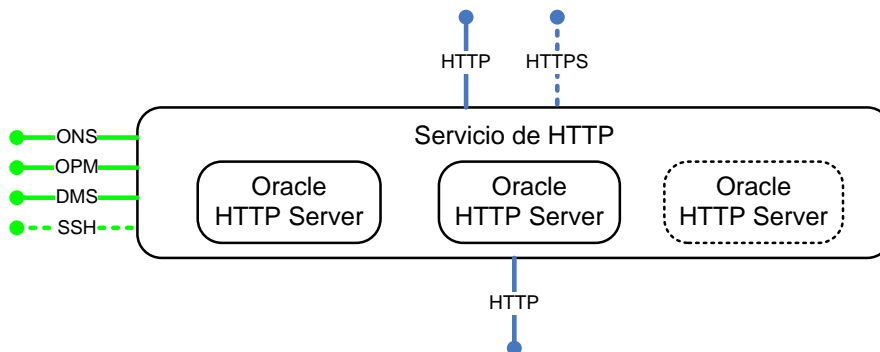 HTTP
HTTPS
Servicio de HTTP
ONS
OPM
DMS
SSH
Oracle
HTTP Server
Oracle
HTTP Server
Oracle
HTTP Server
HTTP